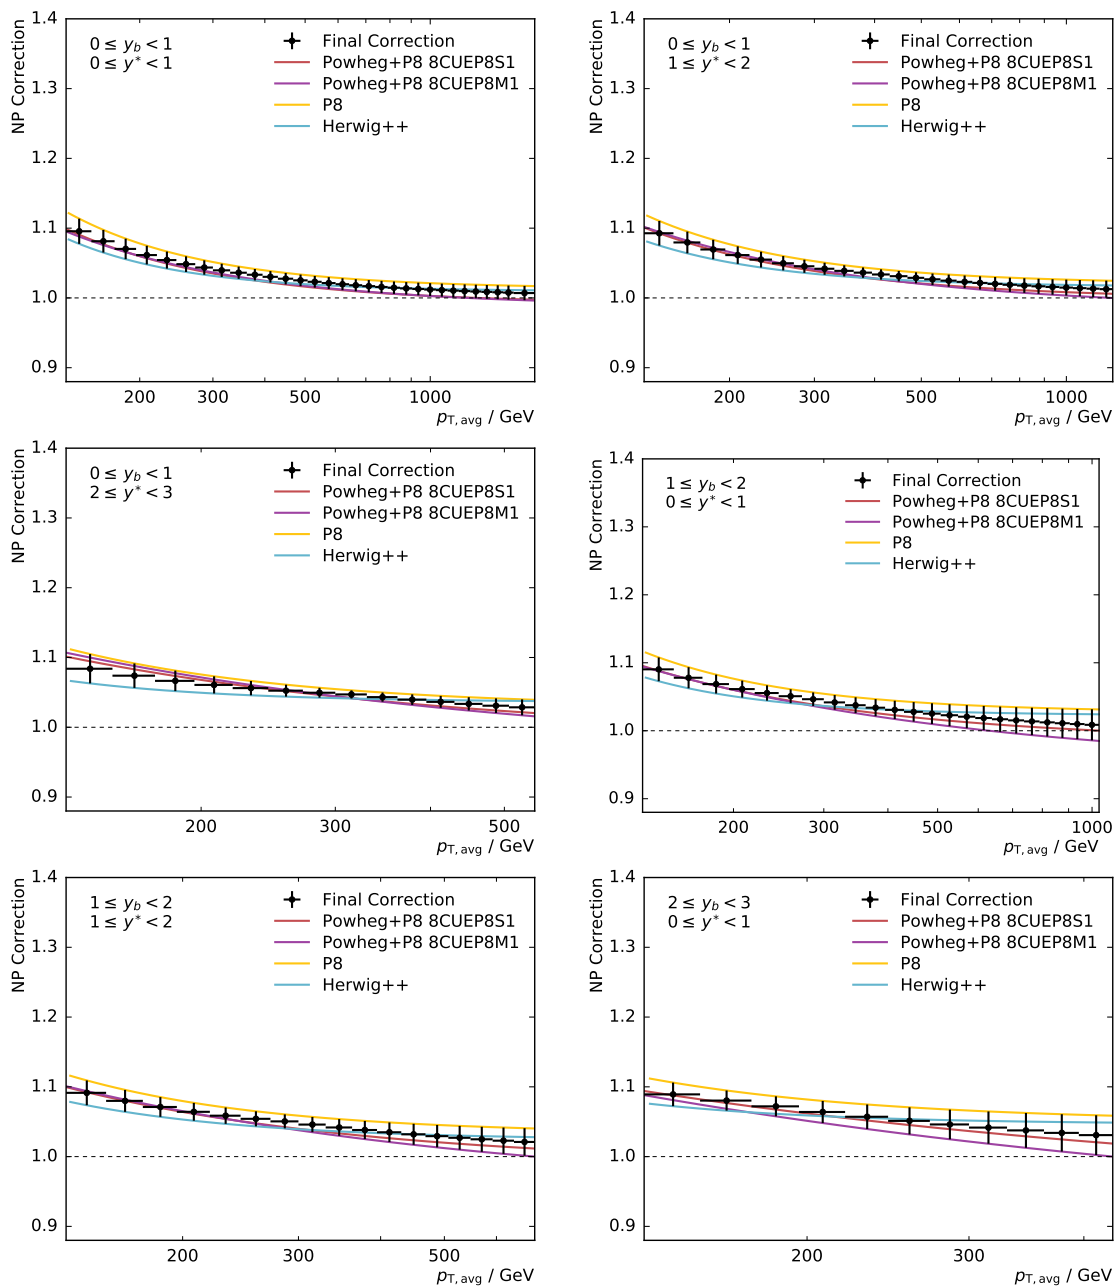 NP Correction
1.4
1.3
1.2
1.1
1.0
0.9
0 ≤ y_b < 1
0 ≤ y* < 1
Final Correction
Powheg+P8 8CUEP8S1
Powheg+P8 8CUEP8M1
P8
Herwig++
200 300 500 1000
p_T,avg / GeV
NP Correction
1.4
1.3
1.2
1.1
1.0
0.9
0 ≤ y_b < 1
1 ≤ y* < 2
Final Correction
Powheg+P8 8CUEP8S1
Powheg+P8 8CUEP8M1
P8
Herwig++
200 300 500 1000
p_T,avg / GeV
NP Correction
1.4
1.3
1.2
1.1
1.0
0.9
0 ≤ y_b < 1
2 ≤ y* < 3
Final Correction
Powheg+P8 8CUEP8S1
Powheg+P8 8CUEP8M1
P8
Herwig++
200 300 500
p_T,avg / GeV
NP Correction
1.4
1.3
1.2
1.1
1.0
0.9
1 ≤ y_b < 2
0 ≤ y* < 1
Final Correction
Powheg+P8 8CUEP8S1
Powheg+P8 8CUEP8M1
P8
Herwig++
200 300 500 1000
p_T,avg / GeV
NP Correction
1.4
1.3
1.2
1.1
1.0
0.9
1 ≤ y_b < 2
1 ≤ y* < 2
Final Correction
Powheg+P8 8CUEP8S1
Powheg+P8 8CUEP8M1
P8
Herwig++
200 300 500
p_T,avg / GeV
NP Correction
1.4
1.3
1.2
1.1
1.0
0.9
2 ≤ y_b < 3
0 ≤ y* < 1
Final Correction
Powheg+P8 8CUEP8S1
Powheg+P8 8CUEP8M1
P8
Herwig++
200 300
p_T,avg / GeV